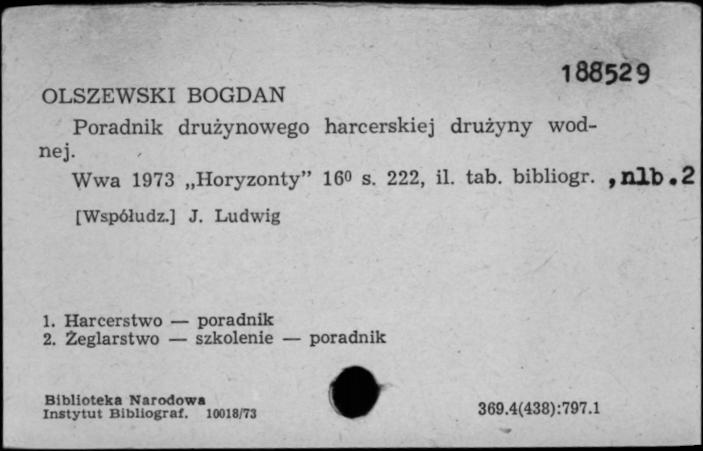 188529
OLSZEWSKI BOGDAN
Poradnik drużynowego harcerskiej drużyny wod-
nej.
Wwa 1973 „Horyzonty” 16⁰ s. 222, il. tab. bibliogr. , nlb. 2
[Współudz.] J. Ludwig
1. Harcerstwo — poradnik
2. Żeglarstwo — szkolenie — poradnik
Biblioteka Narodowa
Instytut Bibliograf. 10018/73
369.4(438):797.1